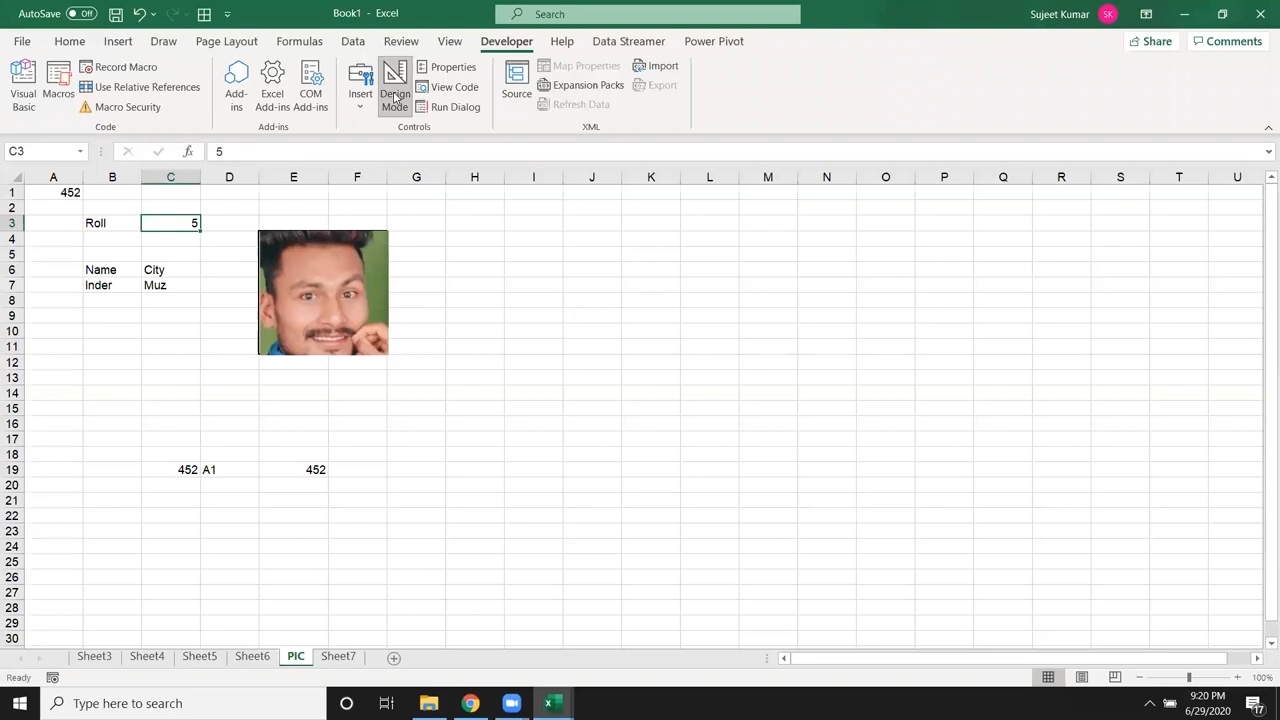 AutoSave Off Book1 - Excel Search Sujeet Kumar SK
File Home Insert Draw Page Layout Formulas Data Review View Developer Help Data Streamer Power Pivot Share Comments
Visual Basic Macros Record Macro Use Relative References Macro Security Code
Add-ins Excel Add-ins COM Add-ins Add-ins
Insert Design Mode Properties View Code Run Dialog Controls
Source Map Properties Expansion Packs Refresh Data Import Export XML
C3 fx 5
A B C D E F G H I J K L M N O P Q R S T U
1 452
2
3 Roll 5
4
5
6 Name City
7 Inder Muz
8
9
10
11
12
13
14
15
16
17
18
19 452 A1 452
20
21
22
23
24
25
26
27
28
29
30
Sheet3 Sheet4 Sheet5 Sheet6 PIC Sheet7
Ready 100%
Type here to search 9:20 PM
6/29/2020 17